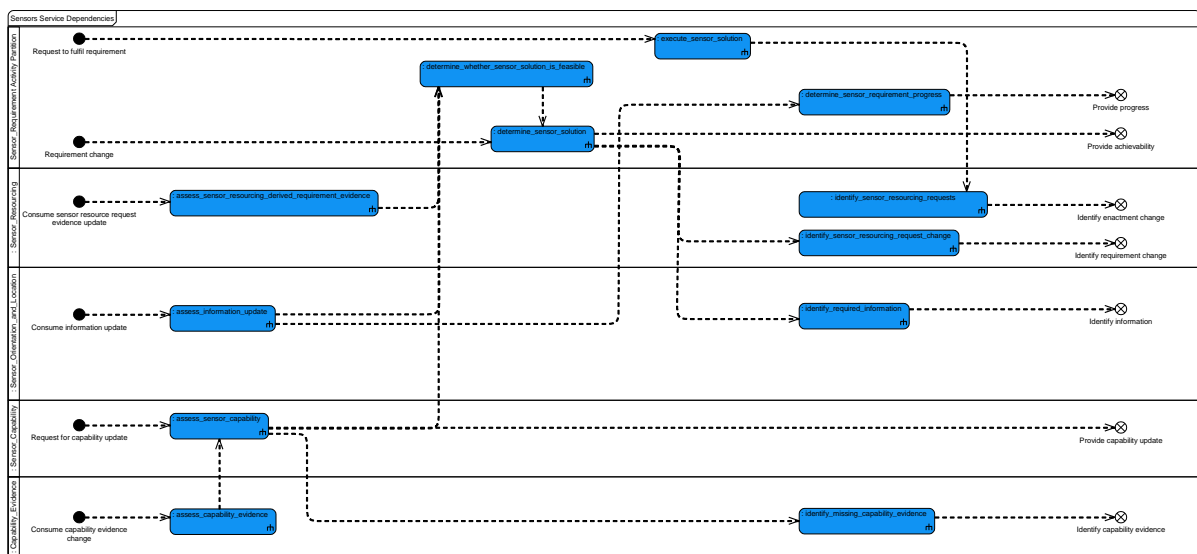 Sensors Service Dependencies
Sensor_Requirement Activity Partition
Request to fulfil requirement
: execute_sensor_solution
: determine_whether_sensor_solution_is_feasible
: determine_sensor_requirement_progress
Provide progress
: determine_sensor_solution
Requirement change
Provide achievability
: Sensor_Resourcing
: assess_sensor_resourcing_derived_requirement_evidence
: identify_sensor_resourcing_requests
Consume sensor resource request
evidence update
Identify enactment change
: identify_sensor_resourcing_request_change
Identify requirement change
: Sensor_Orientation_and_Location
: assess_information_update
: identify_required_information
Consume information update
Identify information
: Sensor_Capability
: assess_sensor_capability
Request for capability update
Provide capability update
: Capability_Evidence
: assess_capability_evidence
: identify_missing_capability_evidence
Consume capability evidence
change
Identify capability evidence